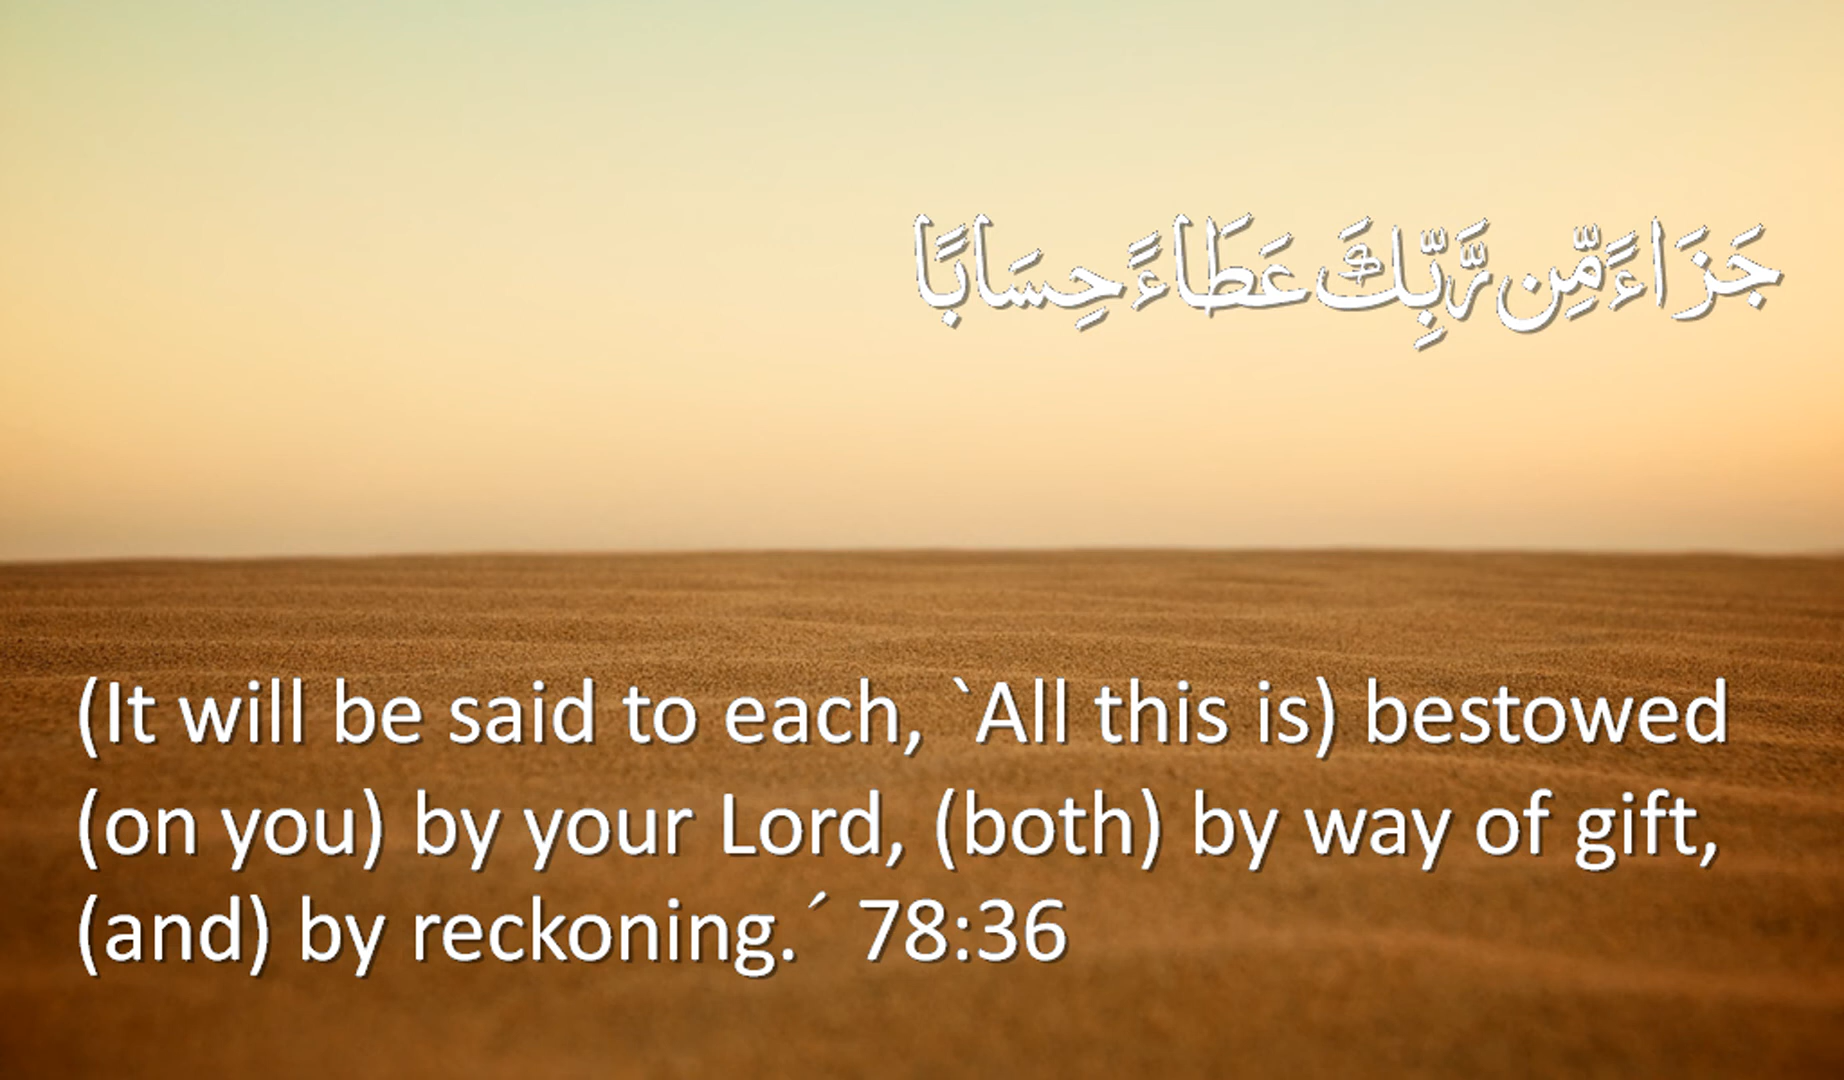 جَزَاءً مِّن رَّبِّكَ عَطَاءً حِسَابًا
(It will be said to each, `All this is) bestowed
(on you) by your Lord, (both) by way of gift,
(and) by reckoning.´ 78:36